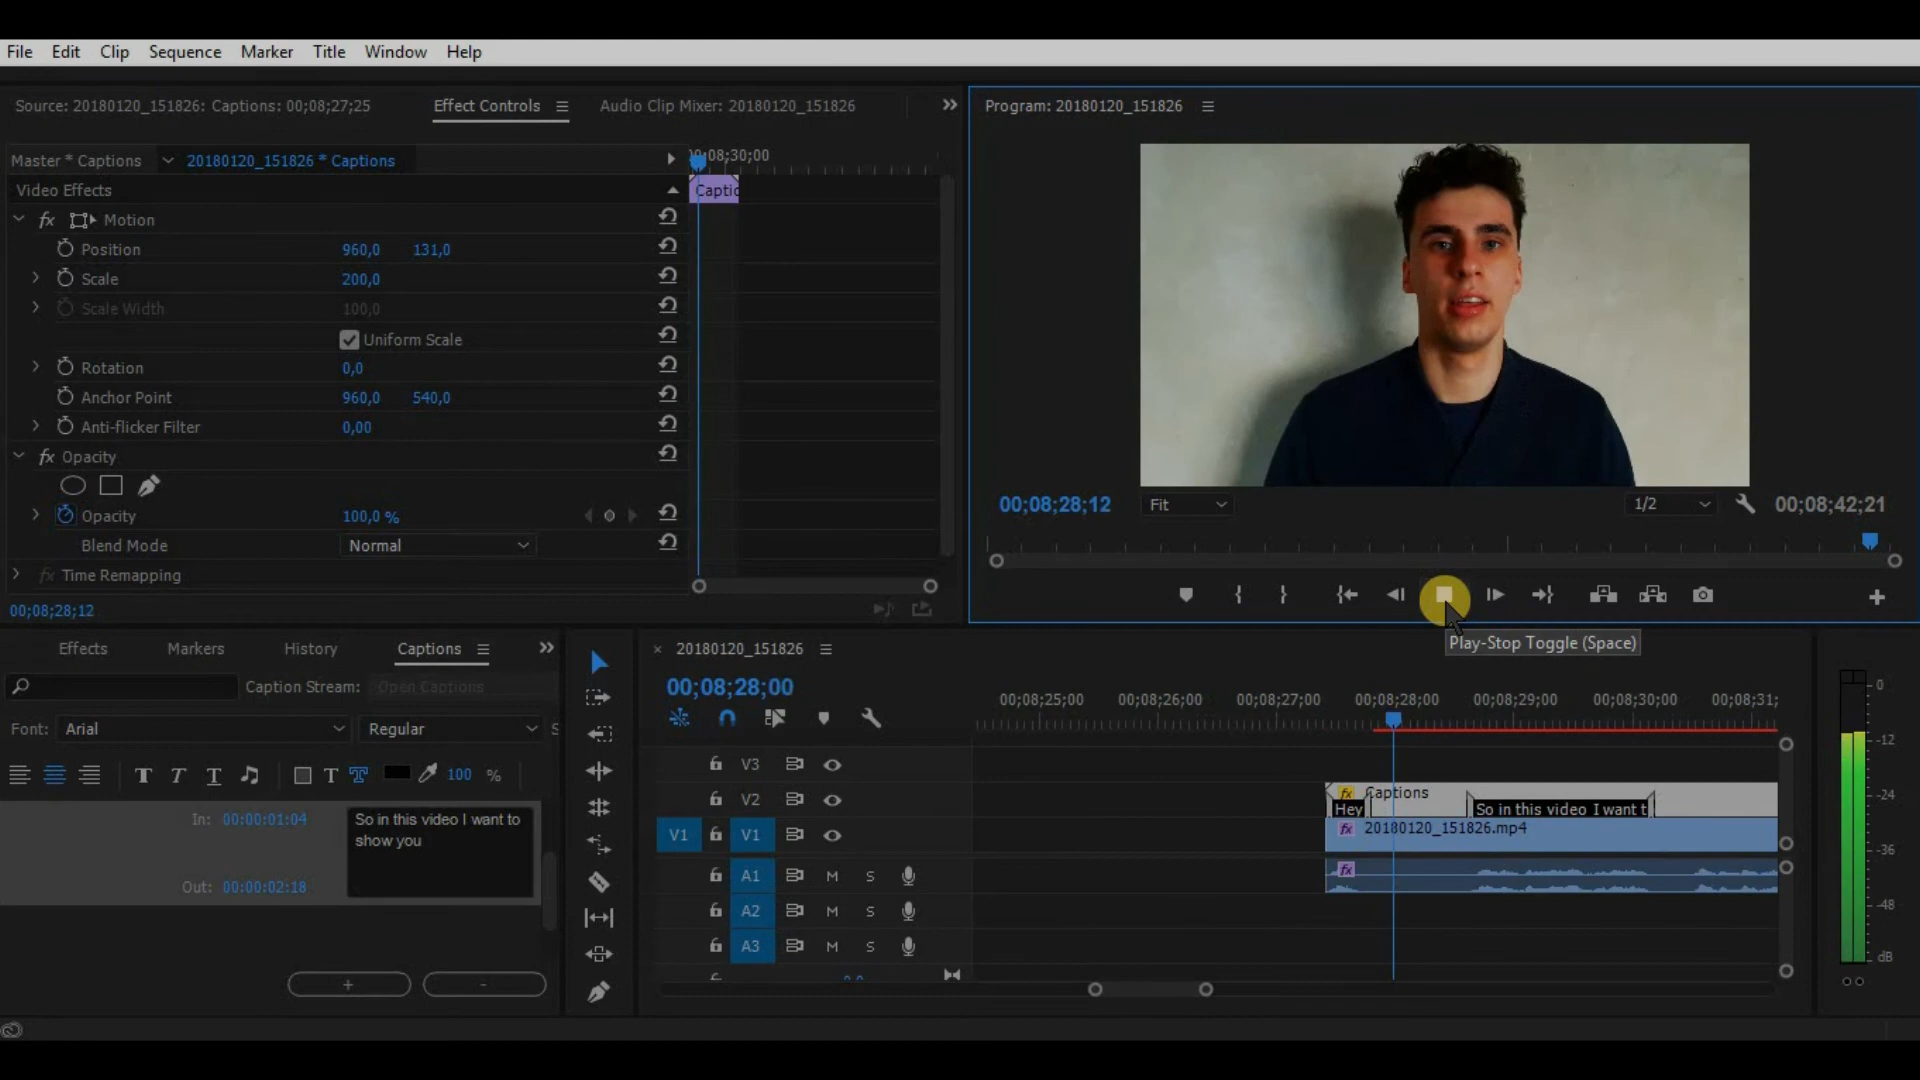 File Edit Clip Sequence Marker Title Window Help
Source: 20180120_151826: Captions: 00;08;27;25 Effect Controls Audio Clip Mixer: 20180120_151826
Program: 20180120_151826
Master * Captions 20180120_151826 * Captions
08;30;00
Video Effects
Captio
fx Motion
Position 960,0 131,0
Scale 200,0
Scale Width 100,0
Uniform Scale
Rotation 0,0
Anchor Point 960,0 540,0
Anti-flicker Filter 0,00
fx Opacity
Opacity 100,0 %
Blend Mode Normal
fx Time Remapping
00;08;28;12
00;08;28;12 Fit 1/2 00;08;42;21
Play-Stop Toggle (Space)
Effects Markers History Captions
Caption Stream: Open Captions
Font: Arial Regular S
100 %
In: 00:00:01:04
Out: 00:00:02:18
So in this video I want to
show you
+ -
× 20180120_151826
00;08;28;00
00;08;25;00 00;08;26;00 00;08;27;00 00;08;28;00 00;08;29;00 00;08;30;00 00;08;31;
V3
V2
fx Captions
Hey So in this video I want t
V1 V1
fx 20180120_151826.mp4
A1 M S
fx
A2 M S
A3 M S
0
-12
-24
-36
-48
dB